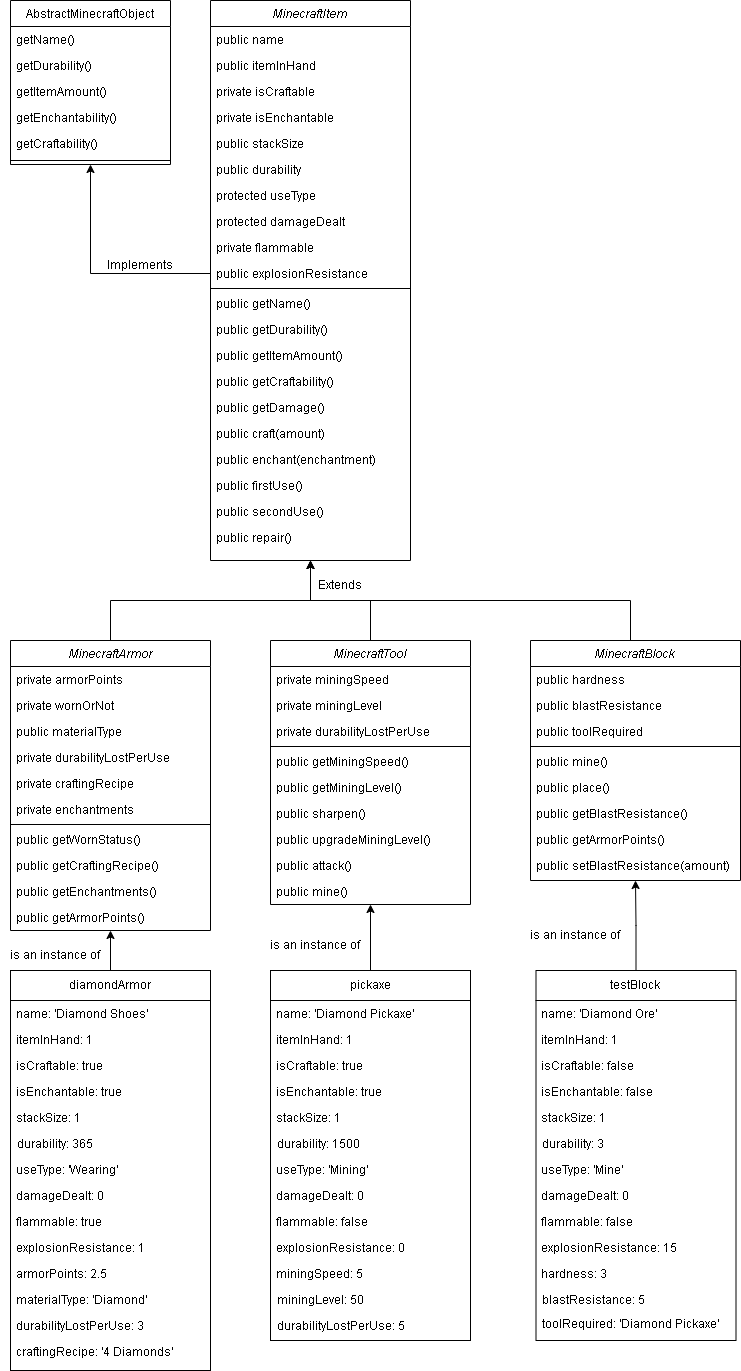 AbstractMinecraftObject
getName()
getDurability()
getItemAmount()
getEnchantability()
getCraftability()
MinecraftItem
public name
public itemInHand
private isCraftable
private isEnchantable
public stackSize
public durability
protected useType
protected damageDealt
private flammable
public explosionResistance
public getName()
public getDurability()
public getItemAmount()
public getCraftability()
public getDamage()
public craft(amount)
public enchant(enchantment)
public firstUse()
public secondUse()
public repair()
Implements
Extends
MinecraftArmor
private armorPoints
private wornOrNot
public materialType
private durabilityLostPerUse
private craftingRecipe
private enchantments
public getWornStatus()
public getCraftingRecipe()
public getEnchantments()
public getArmorPoints()
MinecraftTool
private miningSpeed
private miningLevel
private durabilityLostPerUse
public getMiningSpeed()
public getMiningLevel()
public sharpen()
public upgradeMiningLevel()
public attack()
public mine()
MinecraftBlock
public hardness
public blastResistance
public toolRequired
public mine()
public place()
public getBlastResistance()
public getArmorPoints()
public setBlastResistance(amount)
is an instance of
is an instance of
is an instance of
diamondArmor
name: 'Diamond Shoes'
itemInHand: 1
isCraftable: true
isEnchantable: true
stackSize: 1
durability: 365
useType: 'Wearing'
damageDealt: 0
flammable: true
explosionResistance: 1
armorPoints: 2.5
materialType: 'Diamond'
durabilityLostPerUse: 3
craftingRecipe: '4 Diamonds'
pickaxe
name: 'Diamond Pickaxe'
itemInHand: 1
isCraftable: true
isEnchantable: true
stackSize: 1
durability: 1500
useType: 'Mining'
damageDealt: 0
flammable: false
explosionResistance: 0
miningSpeed: 5
miningLevel: 50
durabilityLostPerUse: 5
testBlock
name: 'Diamond Ore'
itemInHand: 1
isCraftable: false
isEnchantable: false
stackSize: 1
durability: 3
useType: 'Mine'
damageDealt: 0
flammable: false
explosionResistance: 15
hardness: 3
blastResistance: 5
toolRequired: 'Diamond Pickaxe'